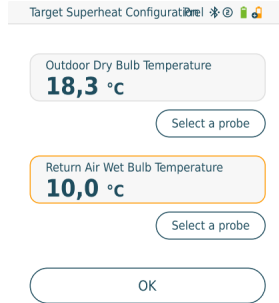 Target Superheat Configuration
Outdoor Dry Bulb Temperature
18,3 °C
Select a probe
Return Air Wet Bulb Temperature
10,0 °C
Select a probe
OK